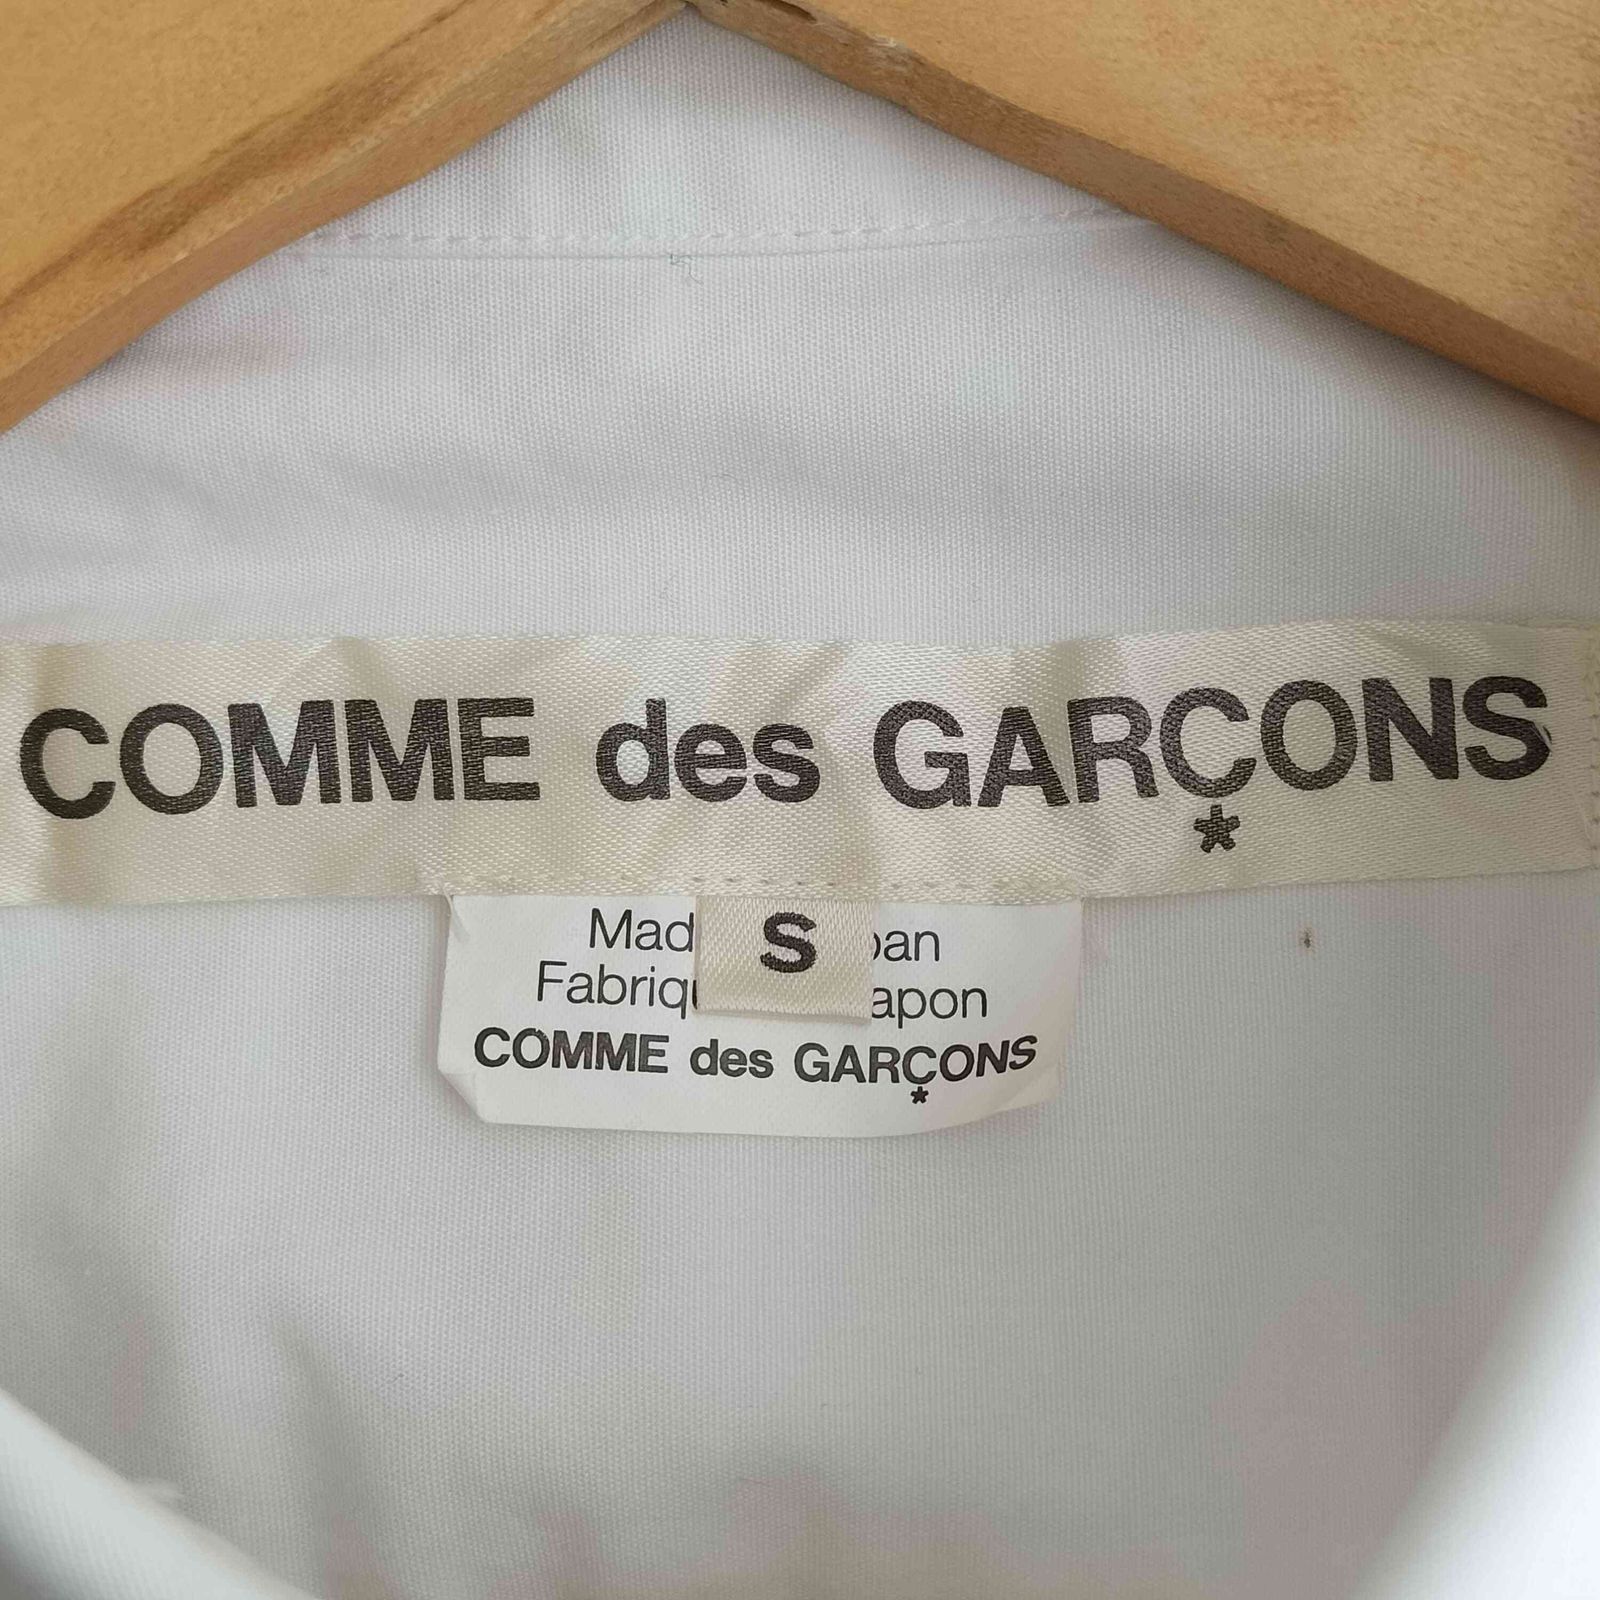 COMME des GARÇONS
S
Mad pan
Fabriqu apon
COMME des GARÇONS